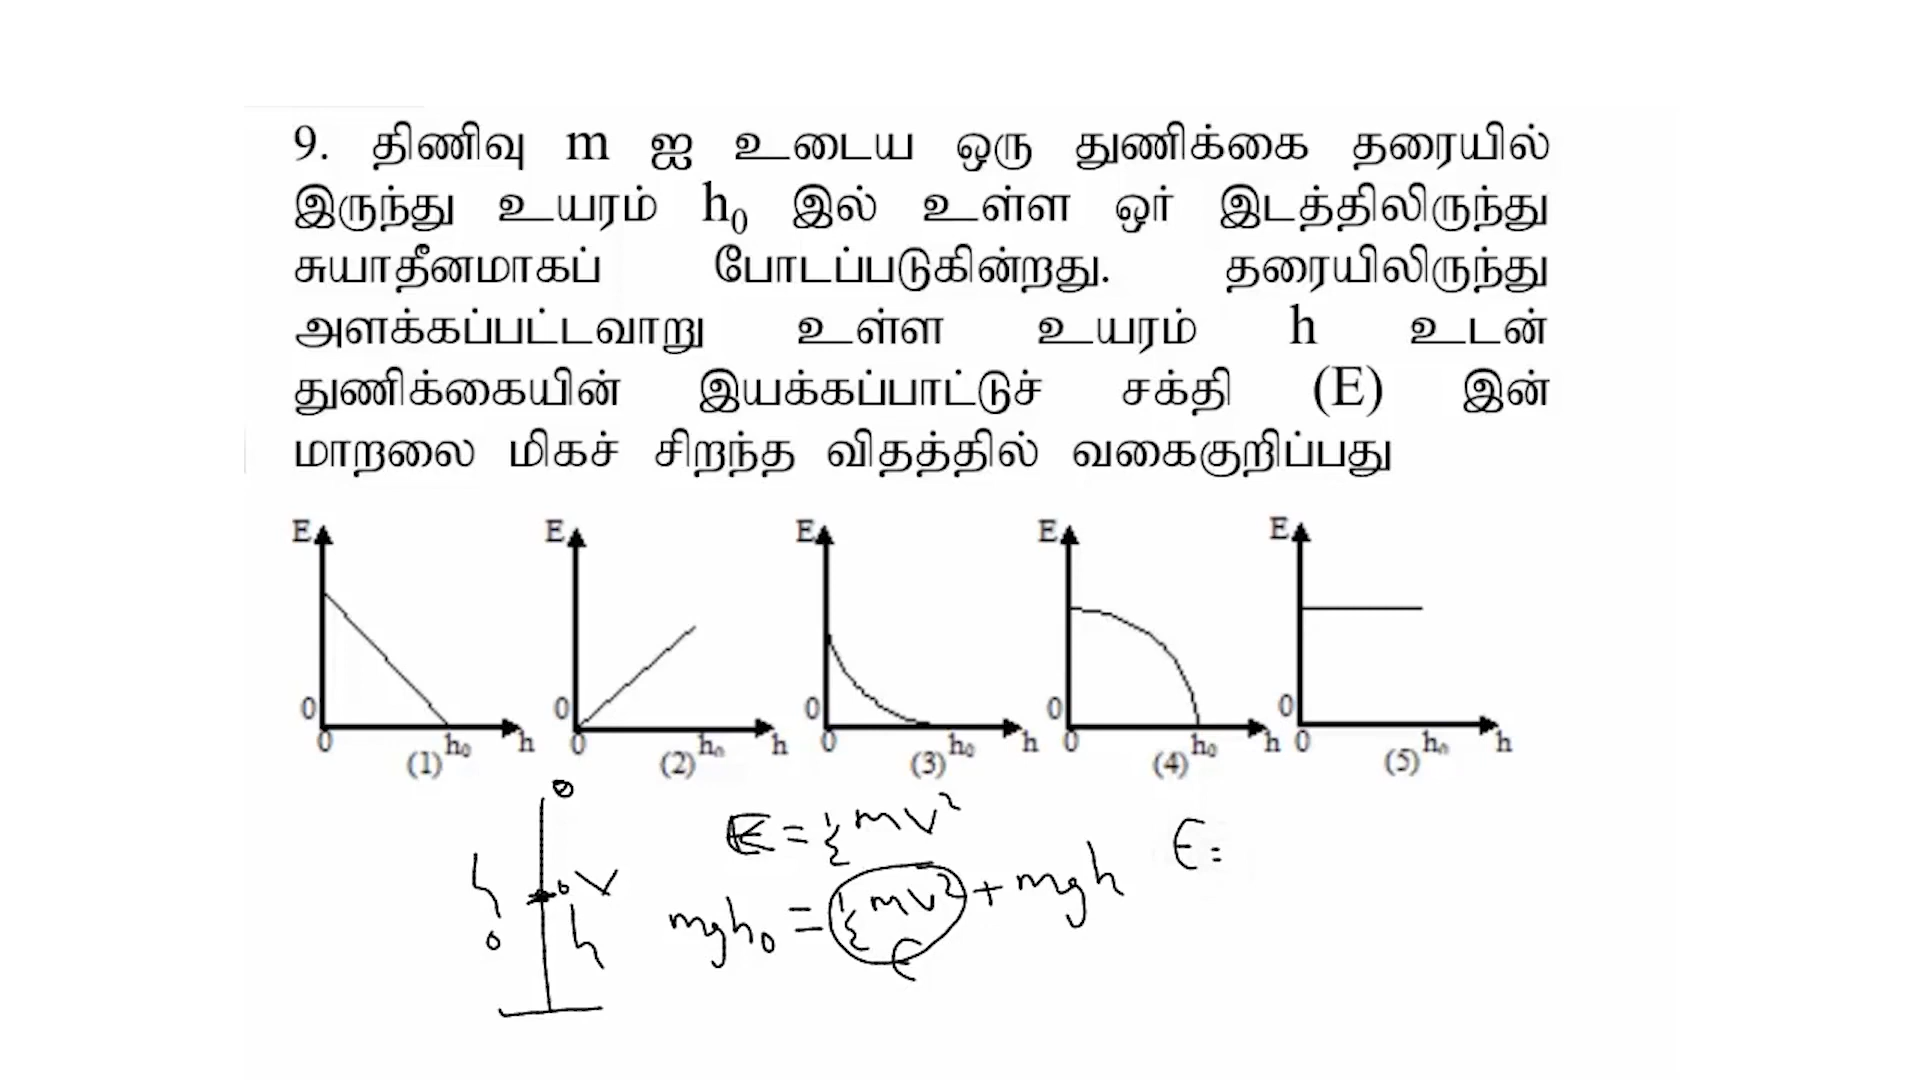 9. திணிவு m ஐ உடைய ஒரு துணிக்கை தரையில்
இருந்து உயரம் h₀ இல் உள்ள ஓர் இடத்திலிருந்து
சுயாதீனமாகப் போடப்படுகின்றது. தரையிலிருந்து
அளக்கப்பட்டவாறு உள்ள உயரம் h உடன்
துணிக்கையின் இயக்கப்பாட்டுச் சக்தி (E) இன்
மாறலை மிகச் சிறந்த விதத்தில் வகைகுறிப்பது
E E E E E
0 0 0 0 0
0 h₀ h 0 h₀ h 0 h₀ h 0 h₀ h 0 h₀ h
(1) (2) (3) (4) (5)
E = ½ mv² E =
h₀ v h
mgh₀ = ½ mv² + mgh
E